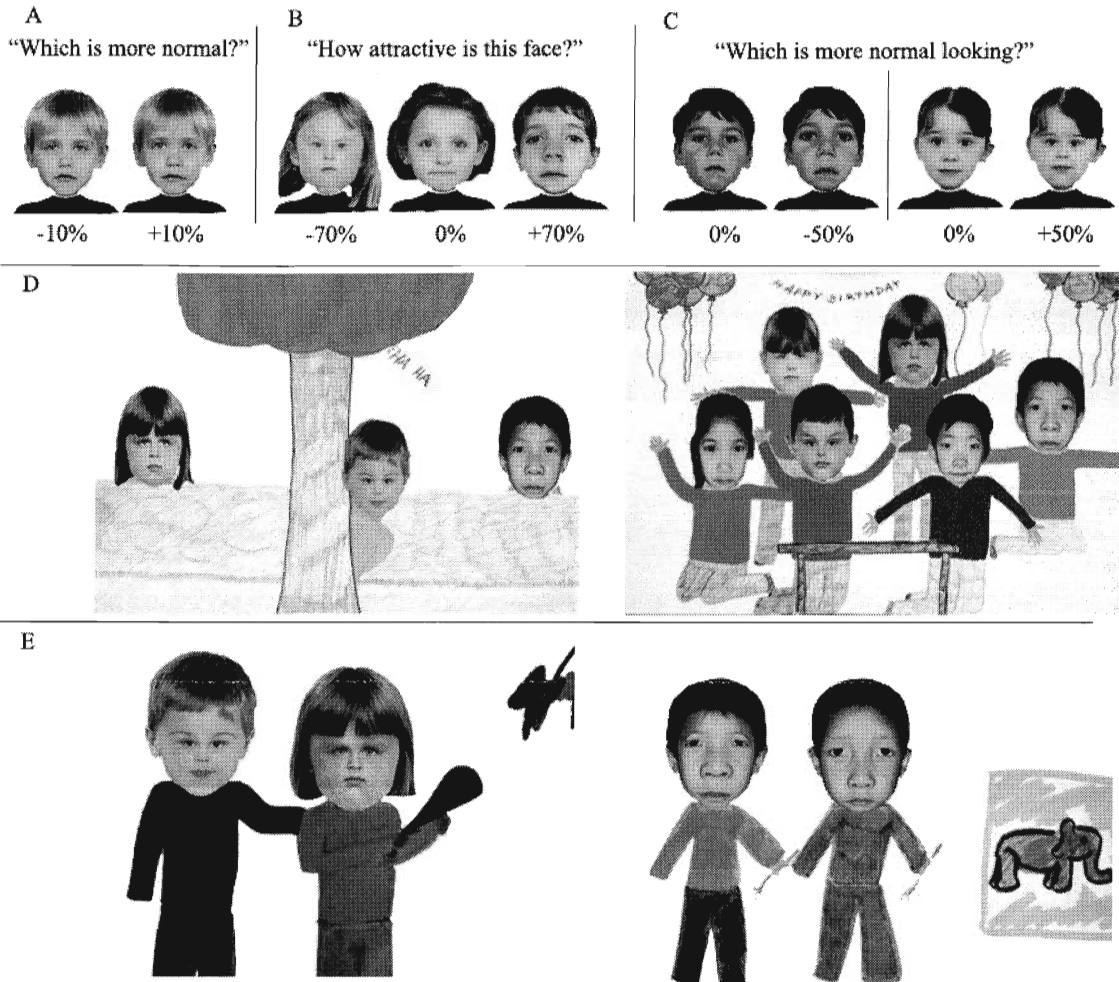 A
“Which is more normal?”
-10% +10%
B
“How attractive is this face?”
-70% 0% +70%
C
“Which is more normal looking?”
0% -50% 0% +50%
D
HA HA
HAPPY BIRTHDAY
E